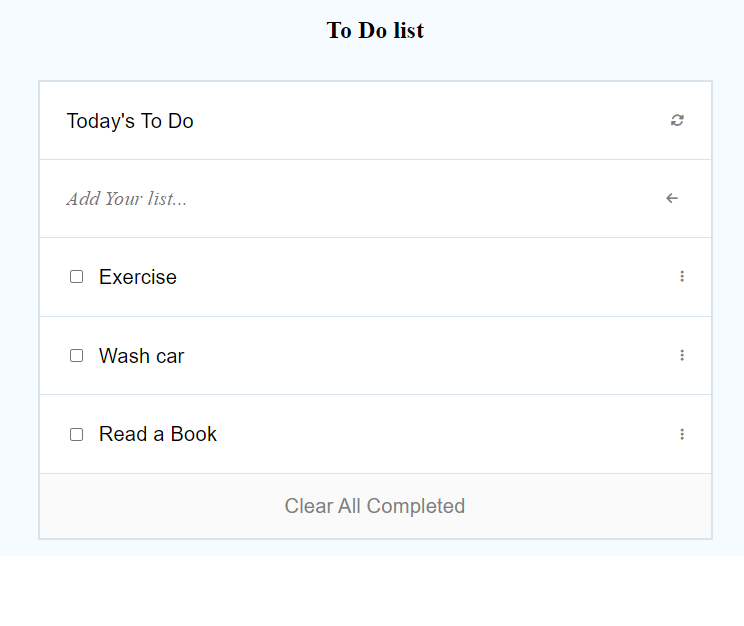 To Do list
Today's To Do
Add Your list...
Exercise
Wash car
Read a Book
Clear All Completed